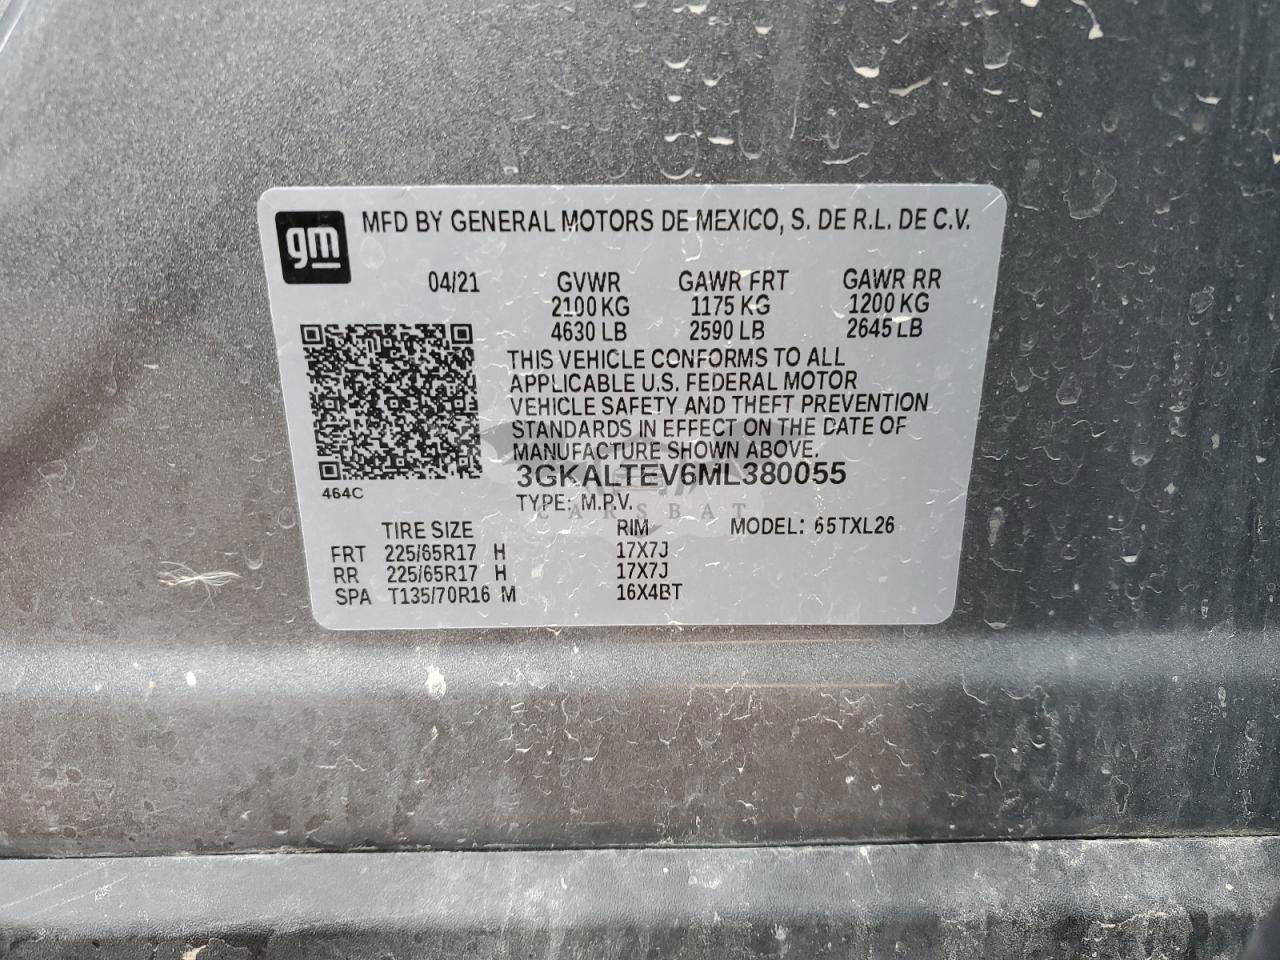 gm
MFD BY GENERAL MOTORS DE MEXICO, S. DE R.L. DE C.V.
04/21 GVWR GAWR FRT GAWR RR
2100 KG 1175 KG 1200 KG
4630 LB 2590 LB 2645 LB
THIS VEHICLE CONFORMS TO ALL
APPLICABLE U.S. FEDERAL MOTOR
VEHICLE SAFETY AND THEFT PREVENTION
STANDARDS IN EFFECT ON THE DATE OF
MANUFACTURE SHOWN ABOVE.
3GKALTEV6ML380055
464C
TYPE: M.P.V.
CARSBAT
TIRE SIZE RIM MODEL: 65TXL26
FRT 225/65R17 H 17X7J
RR 225/65R17 H 17X7J
SPA T135/70R16 M 16X4BT